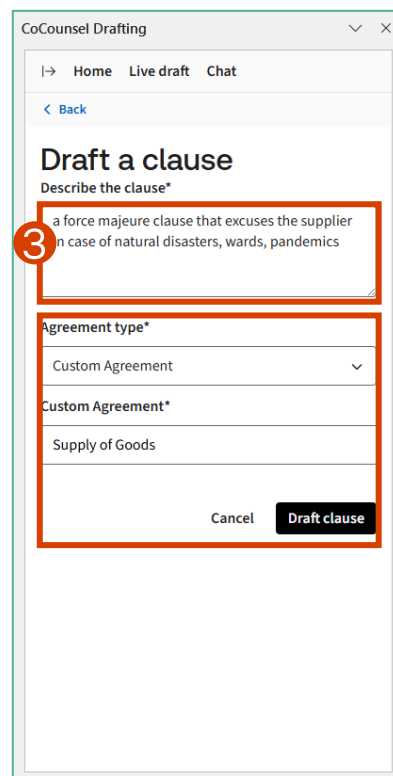 CoCounsel Drafting
Home Live draft Chat
Back
Draft a clause
Describe the clause*
a force majeure clause that excuses the supplier
3
in case of natural disasters, wards, pandemics
Agreement type*
Custom Agreement
Custom Agreement*
Supply of Goods
Cancel Draft clause